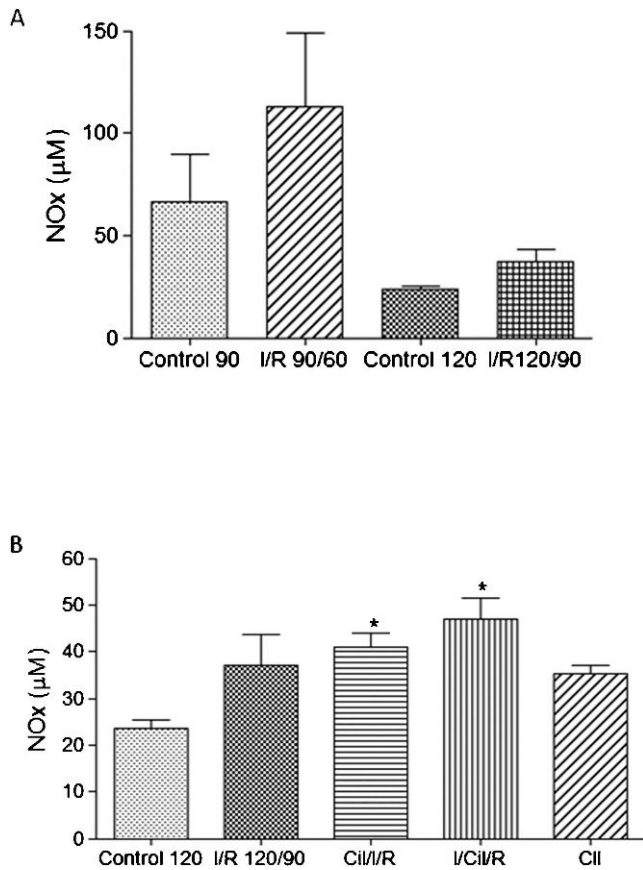 A
150
100
50
0
NOx (µM)
Control 90 I/R 90/60 Control 120 I/R120/90
B
60
50
40
30
20
10
0
NOx (µM)
*
*
Control 120 I/R 120/90 Cil/I/R I/Cil/R CIl